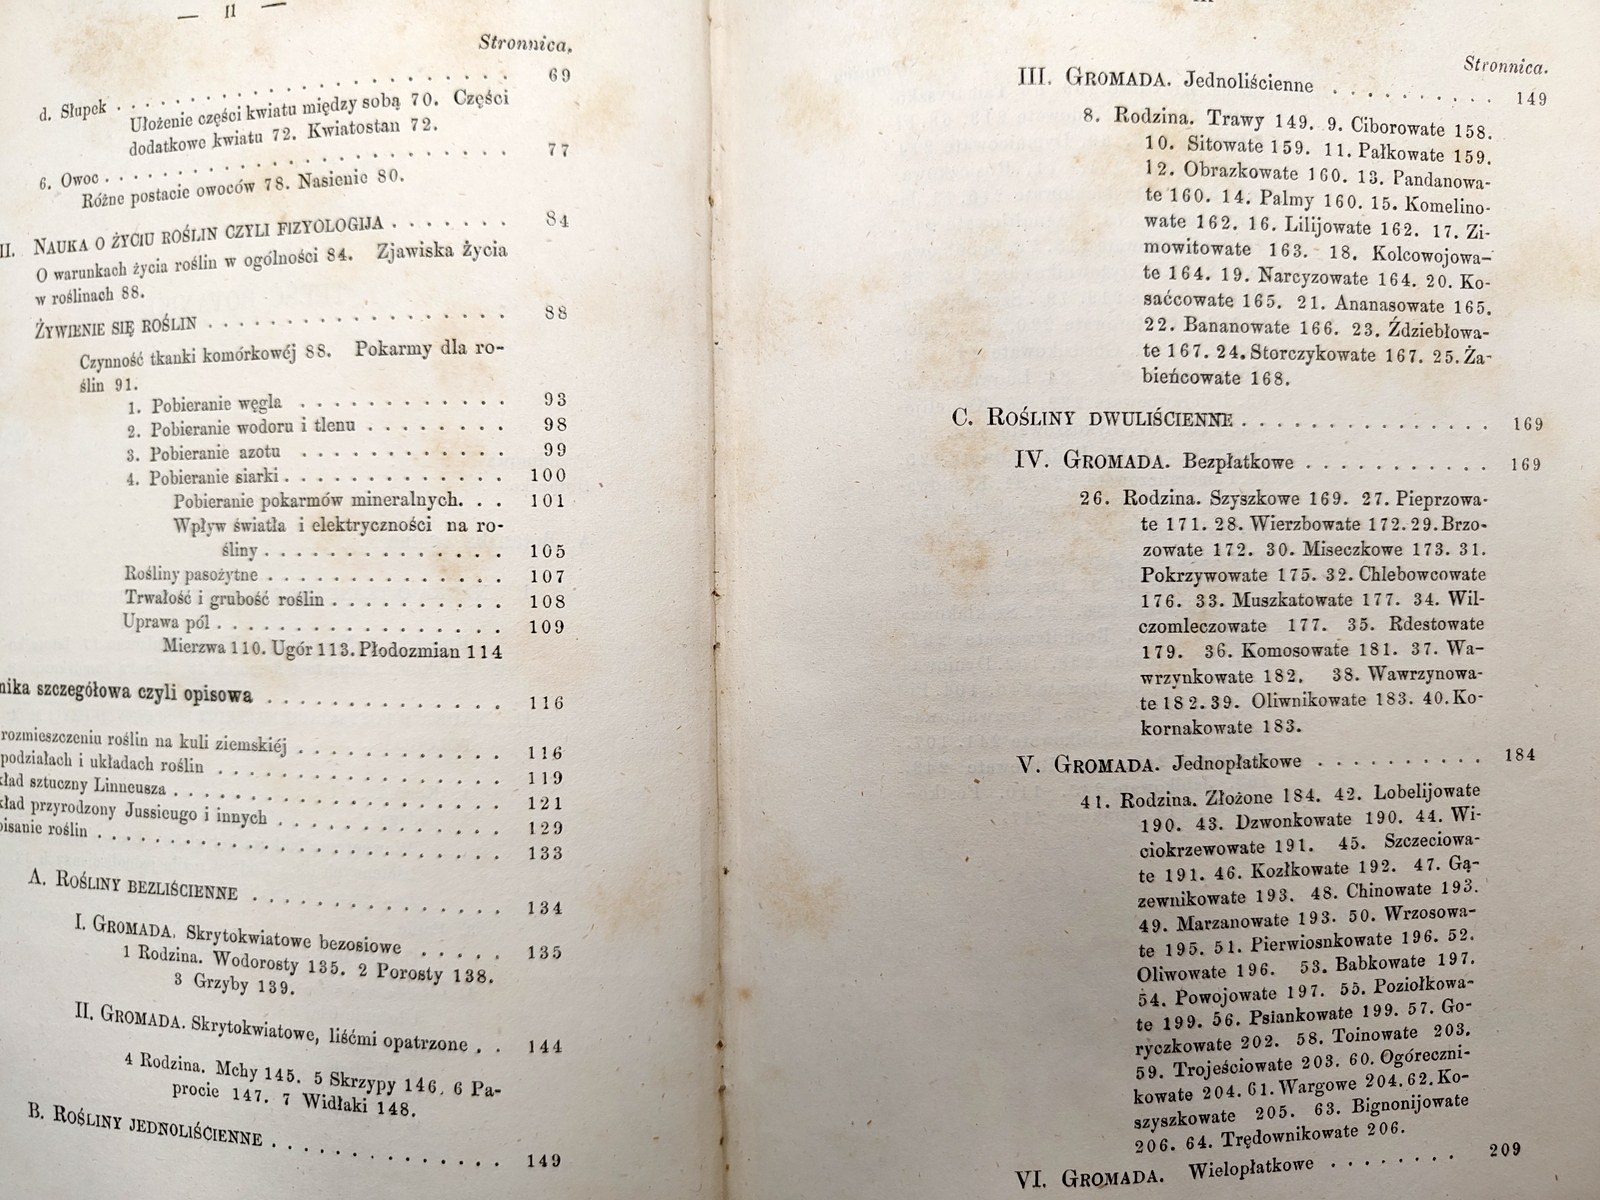 — II —
Stronnica.
d. Słupek . . . . . . . . . . . . . . . . . 69
Ułożenie części kwiatu między sobą 70. Części
dodatkowe kwiatu 72. Kwiatostan 72.
6. Owoc . . . . . . . . . . . . . . . . . . 77
Różne postacie owoców 78. Nasienie 80.
II. NAUKA O ŻYCIU ROŚLIN CZYLI FIZYOLOGIJA . . . . . . . 84
O warunkach życia roślin w ogólności 84. Zjawiska życia
w roślinach 88.
ŻYWIENIE SIĘ ROŚLIN . . . . . . . . . . . . . . . . 88
Czynność tkanki komórkowéj 88. Pokarmy dla ro-
ślin 91.
1. Pobieranie węgla . . . . . . . . . . . 93
2. Pobieranie wodoru i tlenu . . . . . . . . 98
3. Pobieranie azotu . . . . . . . . . . . 99
4. Pobieranie siarki . . . . . . . . . . . . 100
Pobieranie pokarmów mineralnych. . . 101
Wpływ światła i elektryczności na ro-
śliny . . . . . . . . . . . . . . 105
Rośliny pasożytne . . . . . . . . . . . . . 107
Trwałość i grubość roślin . . . . . . . . . . 108
Uprawa pól . . . . . . . . . . . . . . . . 109
Mierzwa 110. Ugór 113. Płodozmian 114
nika szczegółowa czyli opisowa . . . . . . . . . . . . . 116
rozmieszczeniu roślin na kuli ziemskiéj . . . . . . . . . . . 116
podziałach i układach roślin . . . . . . . . . . . . . . . 119
kład sztuczny Linneusza . . . . . . . . . . . . . . . . . 121
kład przyrodzony Jussieugo i innych . . . . . . . . . . . . 129
pisanie roślin . . . . . . . . . . . . . . . . . . . . . 133
A. ROŚLINY BEZLIŚCIENNE . . . . . . . . . . . . . . 134
I. GROMADA. Skrytokwiatowe bezosiowe . . . . . 135
1 Rodzina. Wodorosty 135. 2 Porosty 138.
3 Grzyby 139.
II. GROMADA. Skrytokwiatowe, liśćmi opatrzone . . 144
4 Rodzina. Mchy 145. 5 Skrzypy 146. 6 Pa-
procie 147. 7 Widłaki 148.
B. ROŚLINY JEDNOLIŚCIENNE . . . . . . . . . . . . . 149
Stronnica.
III. GROMADA. Jednoliścienne . . . . . . . . . . 149
8. Rodzina. Trawy 149. 9. Ciborowate 158.
10. Sitowate 159. 11. Pałkowate 159.
12. Obrazkowate 160. 13. Pandanowa-
te 160. 14. Palmy 160. 15. Komelino-
wate 162. 16. Lilijowate 162. 17. Zi-
mowitowate 163. 18. Kolcowojowa-
te 164. 19. Narcyzowate 164. 20. Ko-
saćcowate 165. 21. Ananasowate 165.
22. Bananowate 166. 23. Ździebłowa-
te 167. 24. Storczykowate 167. 25. Ża-
bieńcowate 168.
C. ROŚLINY DWULIŚCIENNE . . . . . . . . . . . . . . . 169
IV. GROMADA. Bezpłatkowe . . . . . . . . . . . 169
26. Rodzina. Szyszkowe 169. 27. Pieprzowa-
te 171. 28. Wierzbowate 172. 29. Brzo-
zowate 172. 30. Miseczkowe 173. 31.
Pokrzywowate 175. 32. Chlebowcowate
176. 33. Muszkatowate 177. 34. Wil-
czomleczowate 177. 35. Rdestowate
179. 36. Komosowate 181. 37. Wa-
wrzynkowate 182. 38. Wawrzynowa-
te 182. 39. Oliwnikowate 183. 40. Ko-
kornakowate 183.
V. GROMADA. Jednopłatkowe . . . . . . . . . . 184
41. Rodzina. Złożone 184. 42. Lobelijowate
190. 43. Dzwonkowate 190. 44. Wi-
ciokrzewowate 191. 45. Szczeciowa-
te 191. 46. Kozłkowate 192. 47. Gą-
zewnikowate 193. 48. Chinowate 193.
49. Marzanowate 193. 50. Wrzosowa-
te 195. 51. Pierwiosnkowate 196. 52.
Oliwowate 196. 53. Babkowate 197.
54. Powojowate 197. 55. Poziołkowa-
te 199. 56. Psiankowate 199. 57. Go-
ryczkowate 202. 58. Toinowate 203.
59. Trojeściowate 203. 60. Ogóreczni-
kowate 204. 61. Wargowe 204. 62. Ko-
szyszkowate 205. 63. Bignonijowate
206. 64. Trędownikowate 206.
VI. GROMADA. Wielopłatkowe . . . . . . . . 209